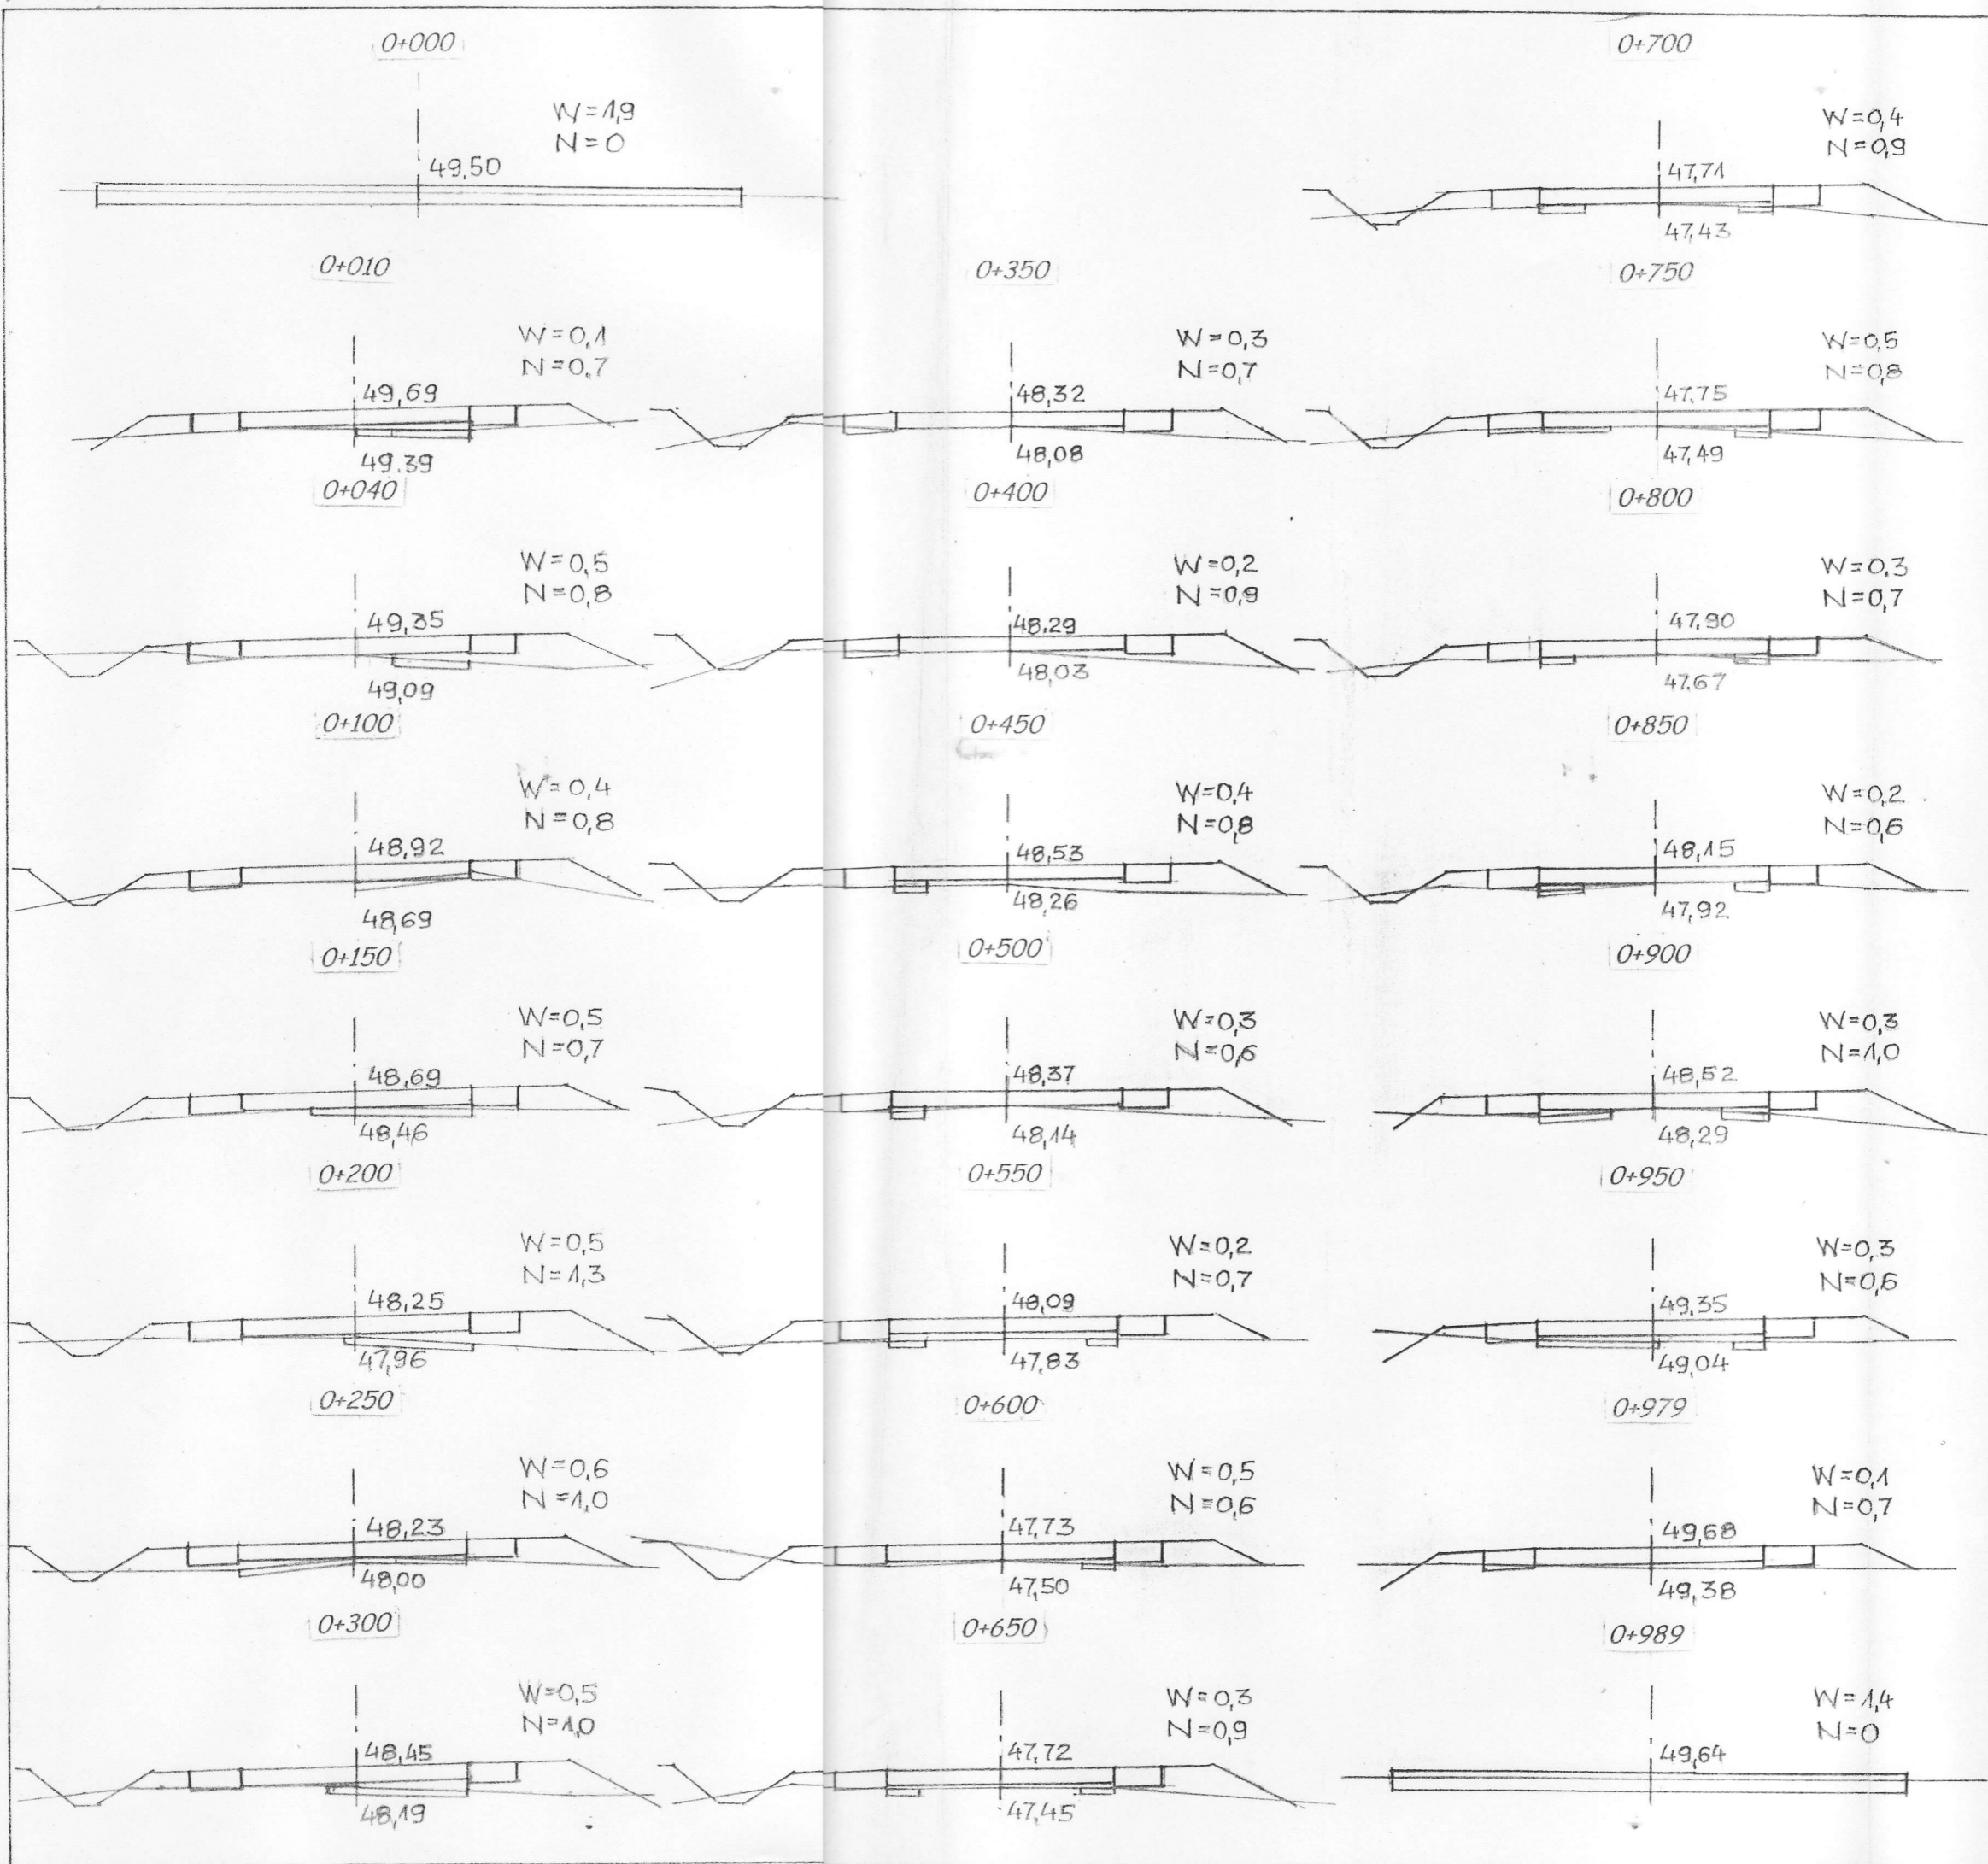 0+000
W=1,9
N=0
49,50
0+010
W=0,1
N=0,7
49,69
49.39
0+040
W=0,5
N=0,8
49,35
49,09
0+100
W=0,4
N=0,8
48,92
48,69
0+150
W=0,5
N=0,7
48,69
48,46
0+200
W=0,5
N=1,3
48,25
47,96
0+250
W=0,6
N=1,0
48,23
48,00
0+300
W=0,5
N=1,0
48,45
48,19
0+350
W=0,3
N=0,7
48,32
48,08
0+400
W=0,2
N=0,9
48,29
48,03
0+450
W=0,4
N=0,8
48,53
48,26
0+500
W=0,3
N=0,6
48,37
48,14
0+550
W=0,2
N=0,7
48,09
47,83
0+600
W=0,5
N=0,6
47,73
47,50
0+650
W=0,3
N=0,9
47,72
47,45
0+700
W=0,4
N=0,9
47,71
47,43
0+750
W=0,5
N=0,8
47,75
47,49
0+800
W=0,3
N=0,7
47,90
47,67
0+850
W=0,2
N=0,6
48,15
47,92
0+900
W=0,3
N=1,0
48,52
48,29
0+950
W=0,3
N=0,6
49,35
49,04
0+979
W=0,1
N=0,7
49,68
49,38
0+989
W=1,4
N=0
49,64